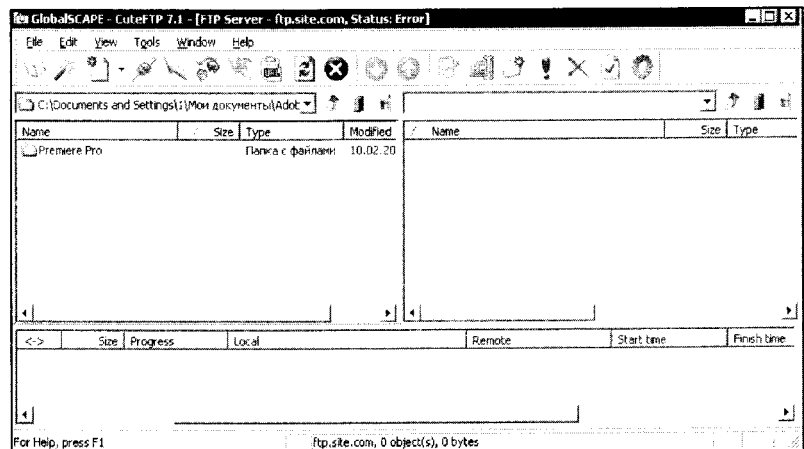 GlobalSCAPE - CuteFTP 7.1 - [FTP Server - ftp.site.com, Status: Error]
File Edit View Tools Window Help
C:\Documents and Settings\1\Мои документы\Adob
Name Size Type Modified
Premiere Pro Папка с файлами 10.02.20
Name Size Type
<-> Size Progress Local Remote Start time Finish time
For Help, press F1 ftp.site.com, 0 object(s), 0 bytes